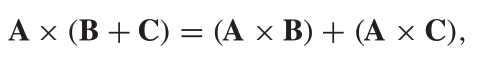 A × (B + C) = (A × B) + (A × C),